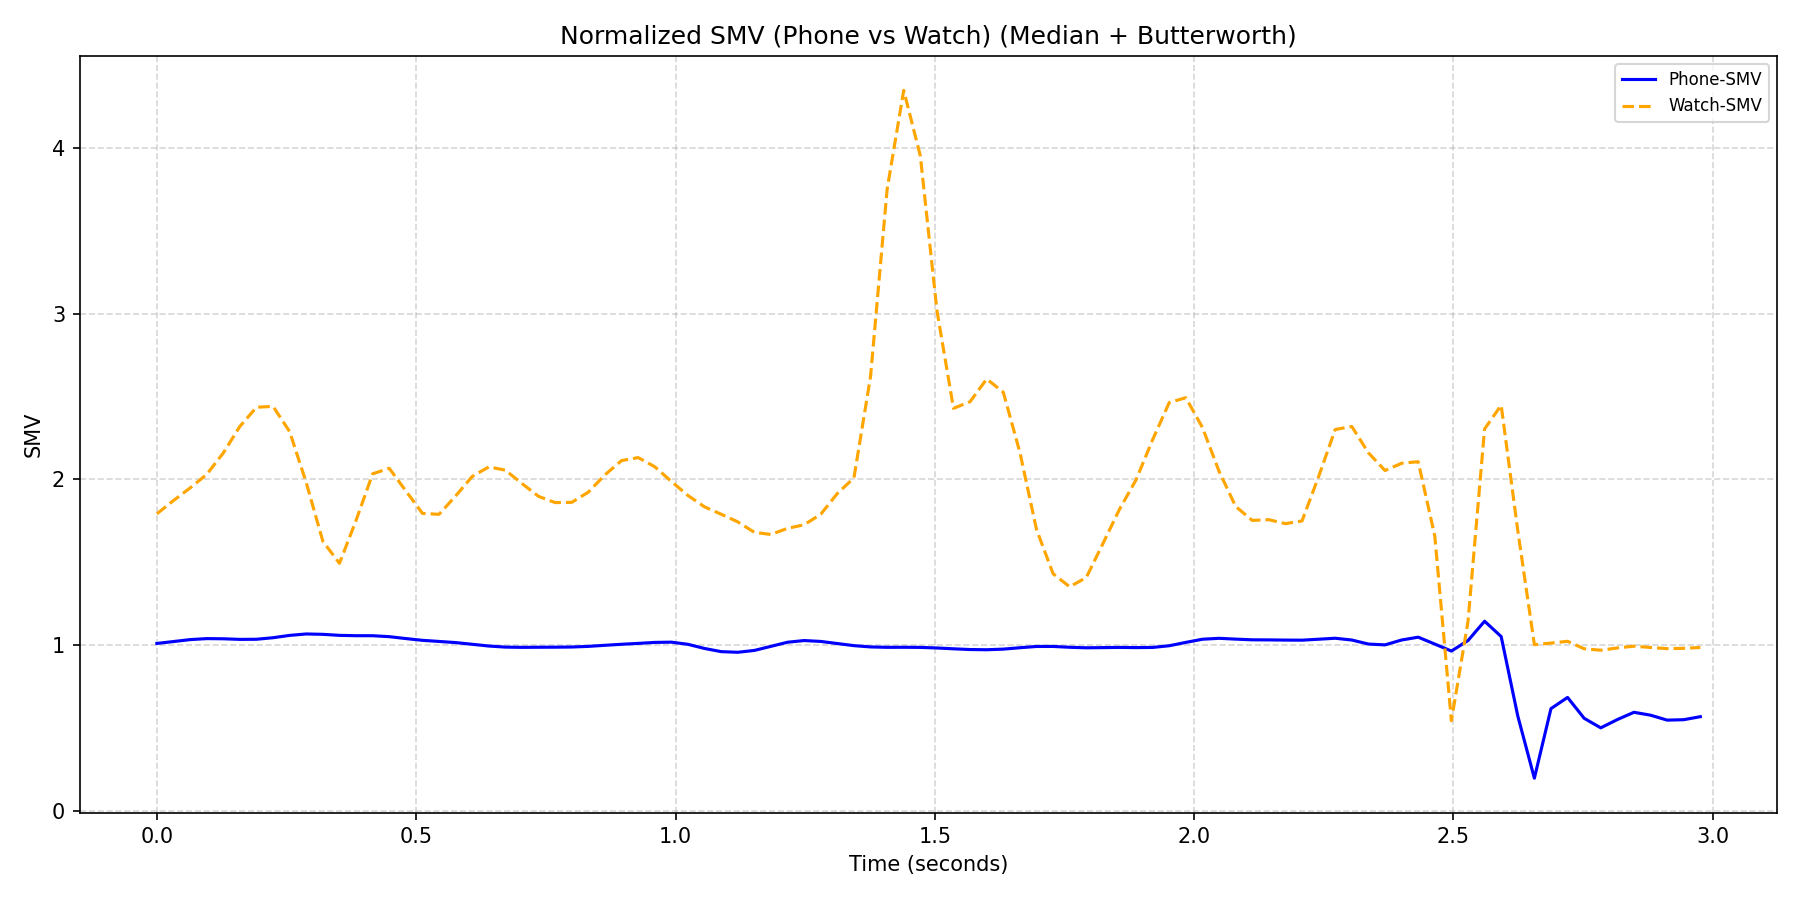 Normalized SMV (Phone vs Watch) (Median + Butterworth)
Phone-SMV
Watch-SMV
SMV
4
3
2
1
0
0.0 0.5 1.0 1.5 2.0 2.5 3.0
Time (seconds)